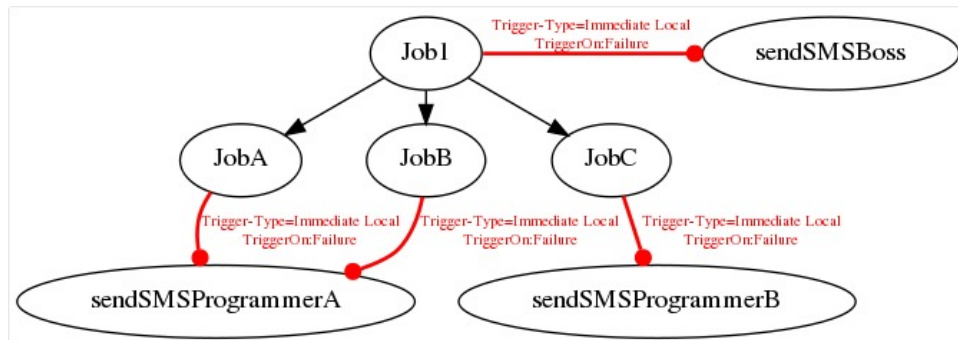 Trigger-Type=Immediate Local
TriggerOn:Failure
Job1
sendSMSBoss
JobA
JobB
JobC
Trigger-Type=Immediate Local
TriggerOn:Failure
Trigger-Type=Immediate Local
TriggerOn:Failure
Trigger-Type=Immediate Local
TriggerOn:Failure
sendSMSProgrammerA
sendSMSProgrammerB